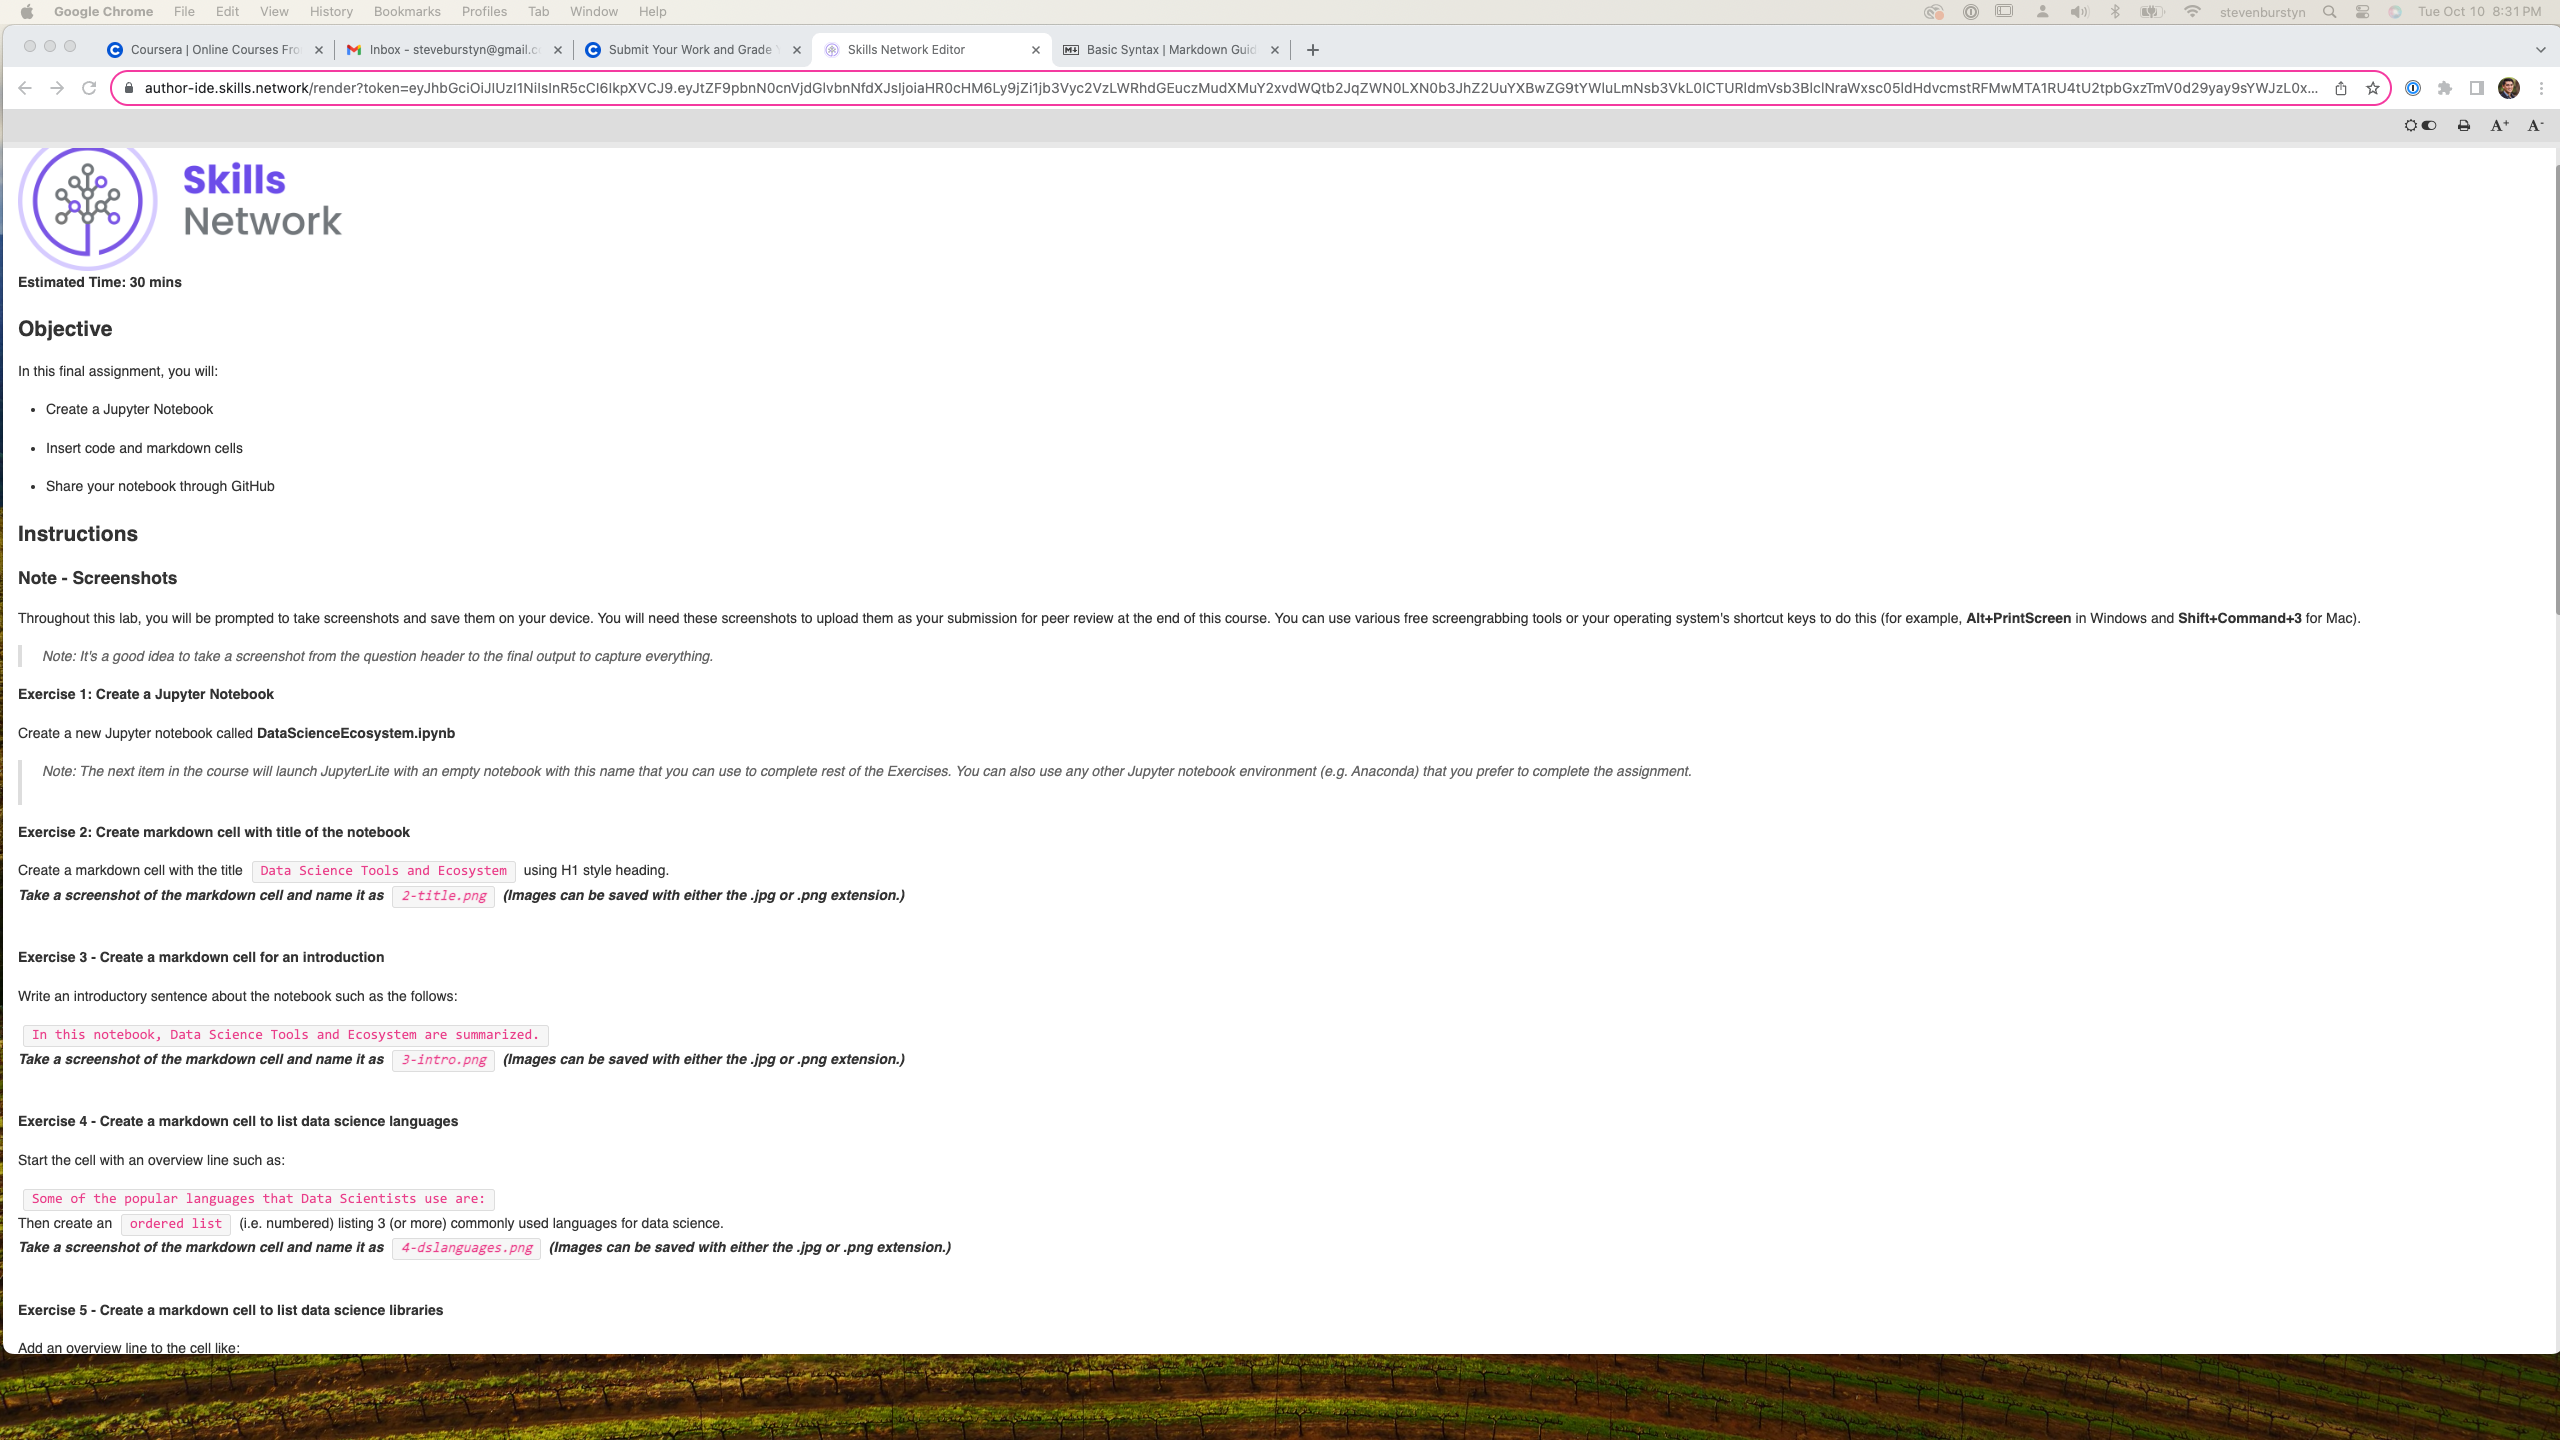 Google Chrome File Edit View History Bookmarks Profiles Tab Window Help stevenburstyn Tue Oct 10 8:31 PM
Coursera | Online Courses Fro Inbox - steveburstyn@gmail.c Submit Your Work and Grade Skills Network Editor Basic Syntax | Markdown Guid
A+ A-
Skills
Network
Estimated Time: 30 mins
Objective
In this final assignment, you will:
• Create a Jupyter Notebook
• Insert code and markdown cells
• Share your notebook through GitHub
Instructions
Note - Screenshots
Throughout this lab, you will be prompted to take screenshots and save them on your device. You will need these screenshots to upload them as your submission for peer review at the end of this course. You can use various free screengrabbing tools or your operating system's shortcut keys to do this (for example, Alt+PrintScreen in Windows and Shift+Command+3 for Mac).
Note: It's a good idea to take a screenshot from the question header to the final output to capture everything.
Exercise 1: Create a Jupyter Notebook
Create a new Jupyter notebook called DataScienceEcosystem.ipynb
Note: The next item in the course will launch JupyterLite with an empty notebook with this name that you can use to complete rest of the Exercises. You can also use any other Jupyter notebook environment (e.g. Anaconda) that you prefer to complete the assignment.
Exercise 2: Create markdown cell with title of the notebook
Create a markdown cell with the title Data Science Tools and Ecosystem using H1 style heading.
Take a screenshot of the markdown cell and name it as 2-title.png (Images can be saved with either the .jpg or .png extension.)
Exercise 3 - Create a markdown cell for an introduction
Write an introductory sentence about the notebook such as the follows:
In this notebook, Data Science Tools and Ecosystem are summarized.
Take a screenshot of the markdown cell and name it as 3-intro.png (Images can be saved with either the .jpg or .png extension.)
Exercise 4 - Create a markdown cell to list data science languages
Start the cell with an overview line such as:
Some of the popular languages that Data Scientists use are:
Then create an ordered list (i.e. numbered) listing 3 (or more) commonly used languages for data science.
Take a screenshot of the markdown cell and name it as 4-dslanguages.png (Images can be saved with either the .jpg or .png extension.)
Exercise 5 - Create a markdown cell to list data science libraries
Add an overview line to the cell like: